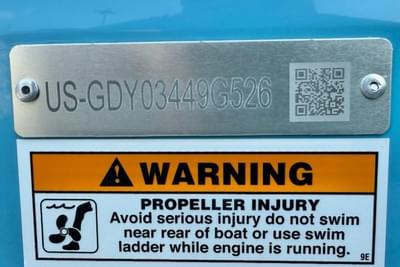 US-GDY03449G526
WARNING
PROPELLER INJURY
Avoid serious injury do not swim
near rear of boat or use swim
ladder while engine is running.
9E